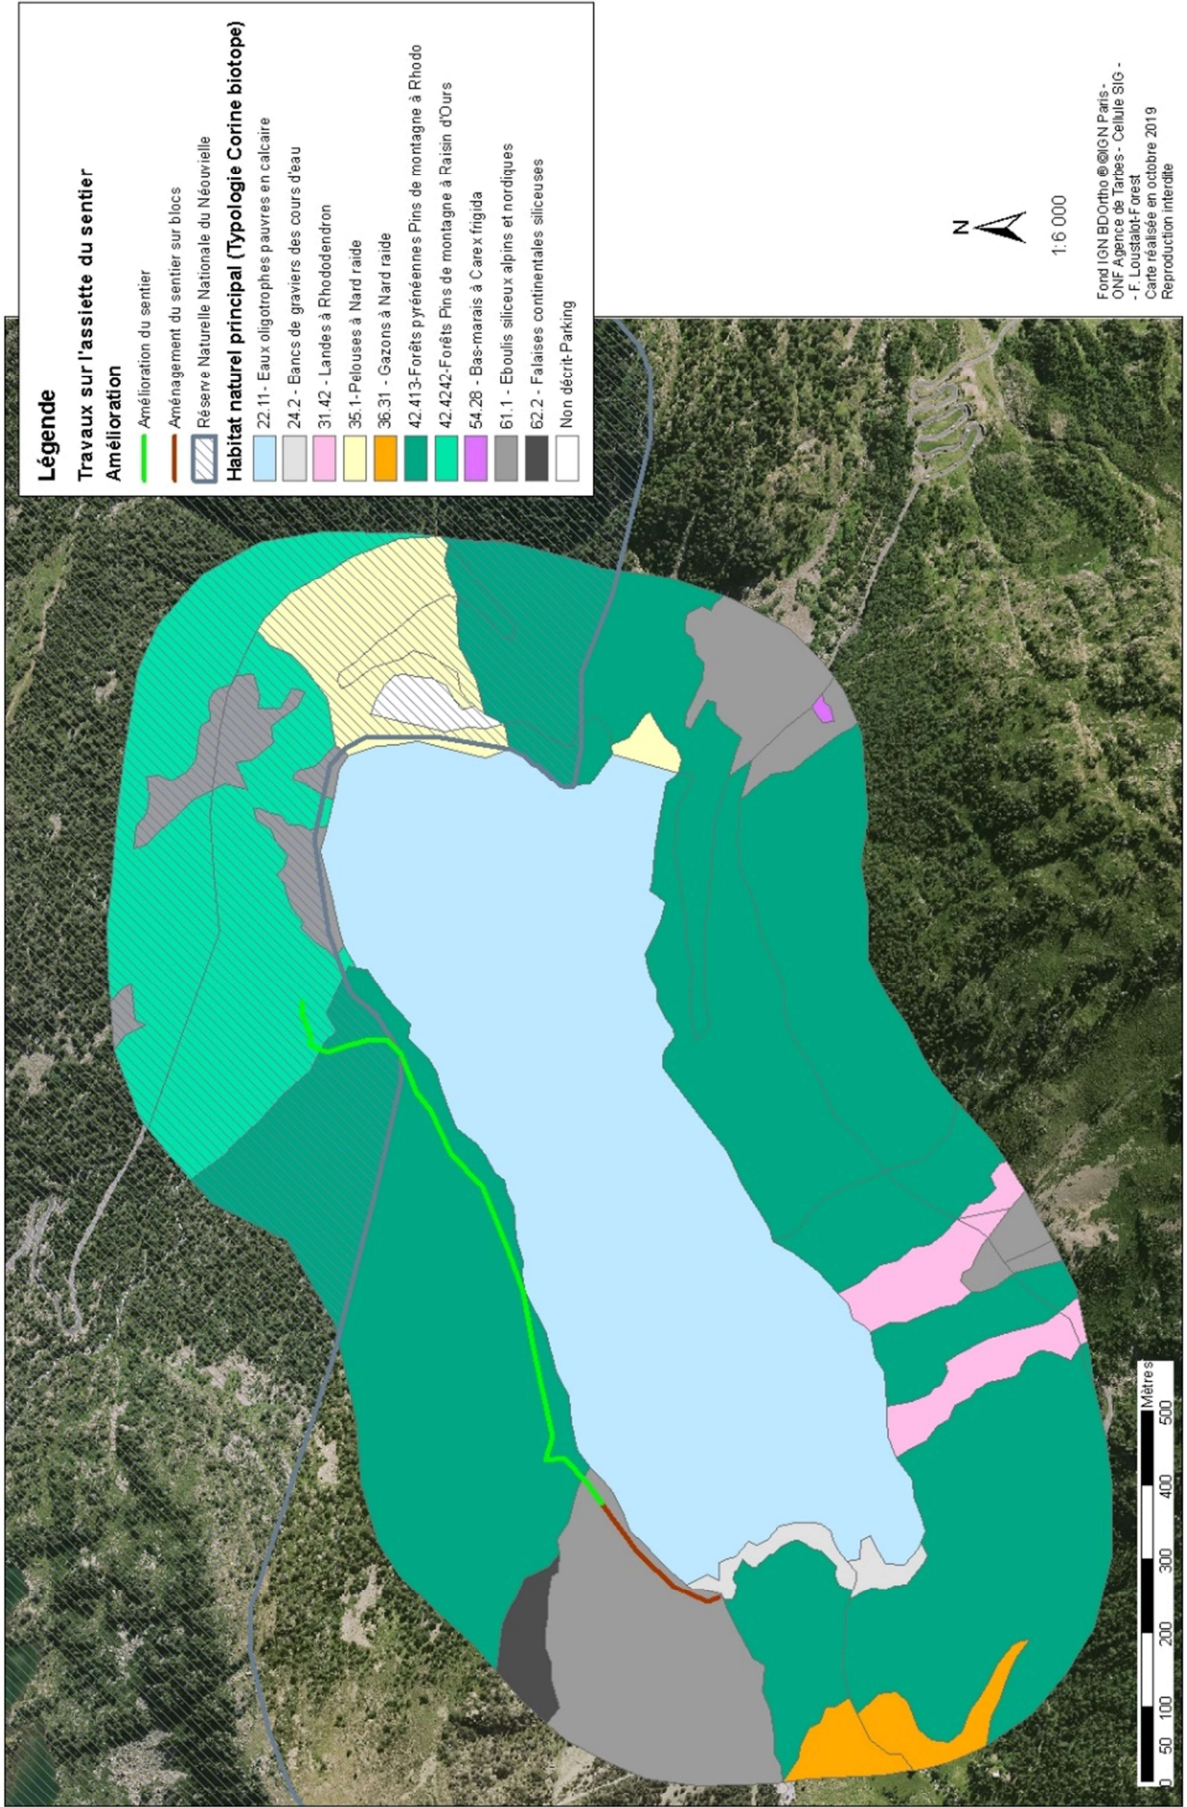 Légende
Travaux sur l'assiette du sentier
Amélioration
Amélioration du sentier
Aménagement du sentier sur blocs
Réserve Naturelle Nationale du Néouvielle
Habitat naturel principal (Typologie Corine biotope)
22.11- Eaux oligotrophes pauvres en calcaire
24.2 - Bancs de graviers des cours d'eau
31.42 - Landes à Rhododendron
35.1-Pelouses à Nard raide
36.31 - Gazons à Nard raide
42.413-Forêts pyrénéennes Pins de montagne à Rhodo
42.4242-Forêts Pins de montagne à Raisin d'Ours
54.28 - Bas-marais à Carex frigida
61.1 - Eboulis siliceux alpins et nordiques
62.2 - Falaises continentales siliceuses
Non décrit-Parking
N
1:6 000
Fond IGN BDOrtho ®©IGN Paris -
ONF Agence de Tarbes - Cellule SIG -
- F. Loustalot-Forest
Carte réalisée en octobre 2019
Reproduction interdite
0 50 100 200 300 400 500
Mètres